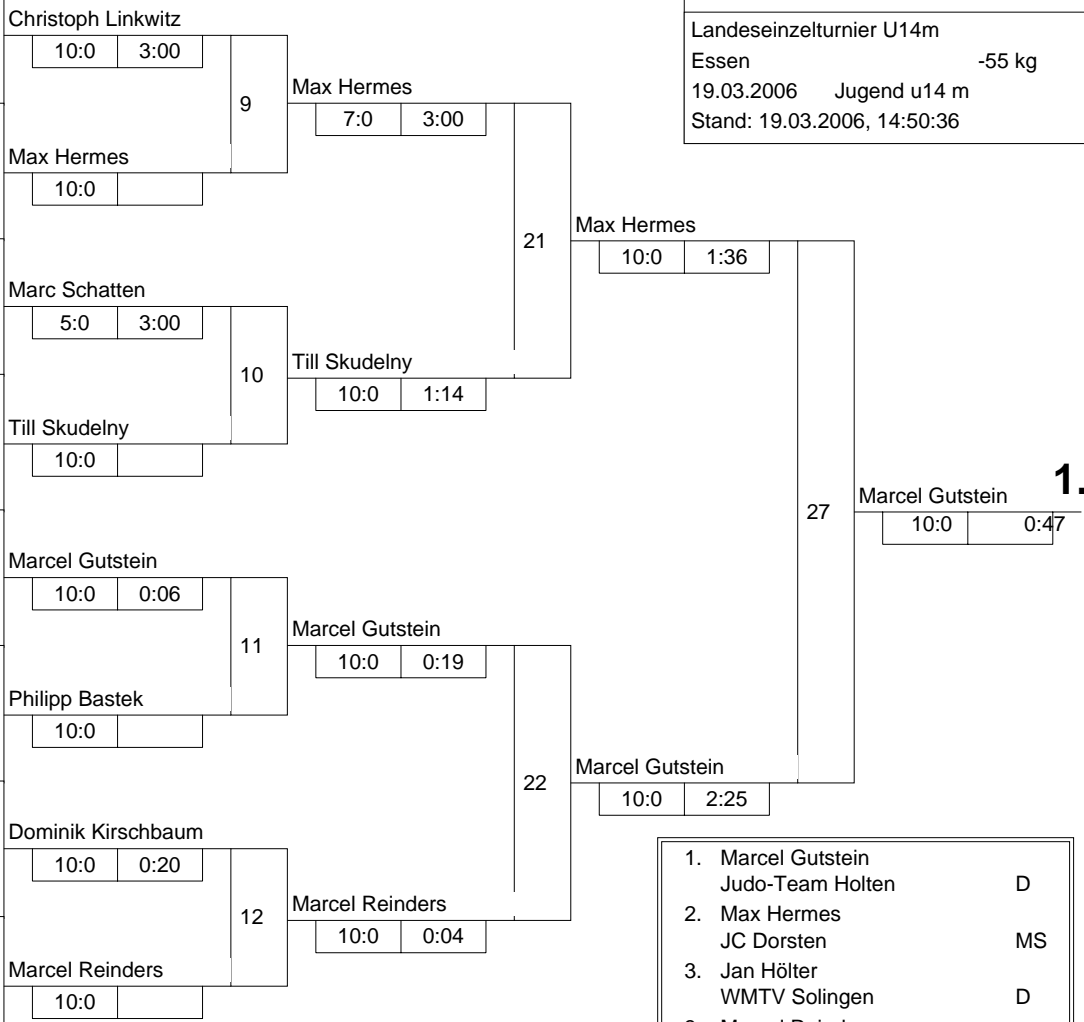 Christoph Linkwitz
10:0 3:00
9
Max Hermes
10:0
Max Hermes
7:0 3:00
Marc Schatten
5:0 3:00
10
Till Skudelny
10:0
Till Skudelny
10:0 1:14
21
Max Hermes
10:0 1:36
Marcel Gutstein
10:0 0:06
11
Philipp Bastek
10:0
Marcel Gutstein
10:0 0:19
Dominik Kirschbaum
10:0 0:20
12
Marcel Reinders
10:0
Marcel Reinders
10:0 0:04
22
Marcel Gutstein
10:0 2:25
27
Marcel Gutstein 1.
10:0 0:47
Landeseinzelturnier U14m
Essen -55 kg
19.03.2006 Jugend u14 m
Stand: 19.03.2006, 14:50:36
1. Marcel Gutstein
Judo-Team Holten D
2. Max Hermes
JC Dorsten MS
3. Jan Hölter
WMTV Solingen D